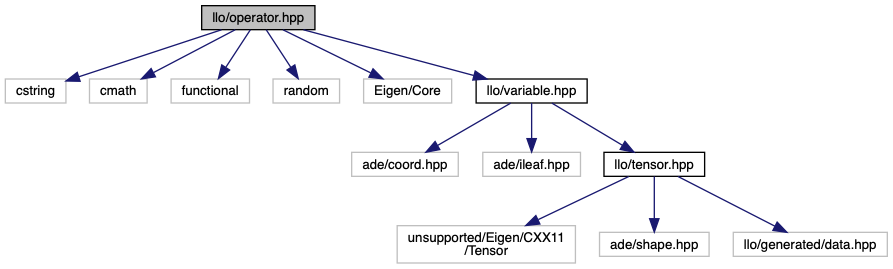 llo/operator.hpp
cstring
cmath
functional
random
Eigen/Core
llo/variable.hpp
ade/coord.hpp
ade/ileaf.hpp
llo/tensor.hpp
unsupported/Eigen/CXX11
/Tensor
ade/shape.hpp
llo/generated/data.hpp